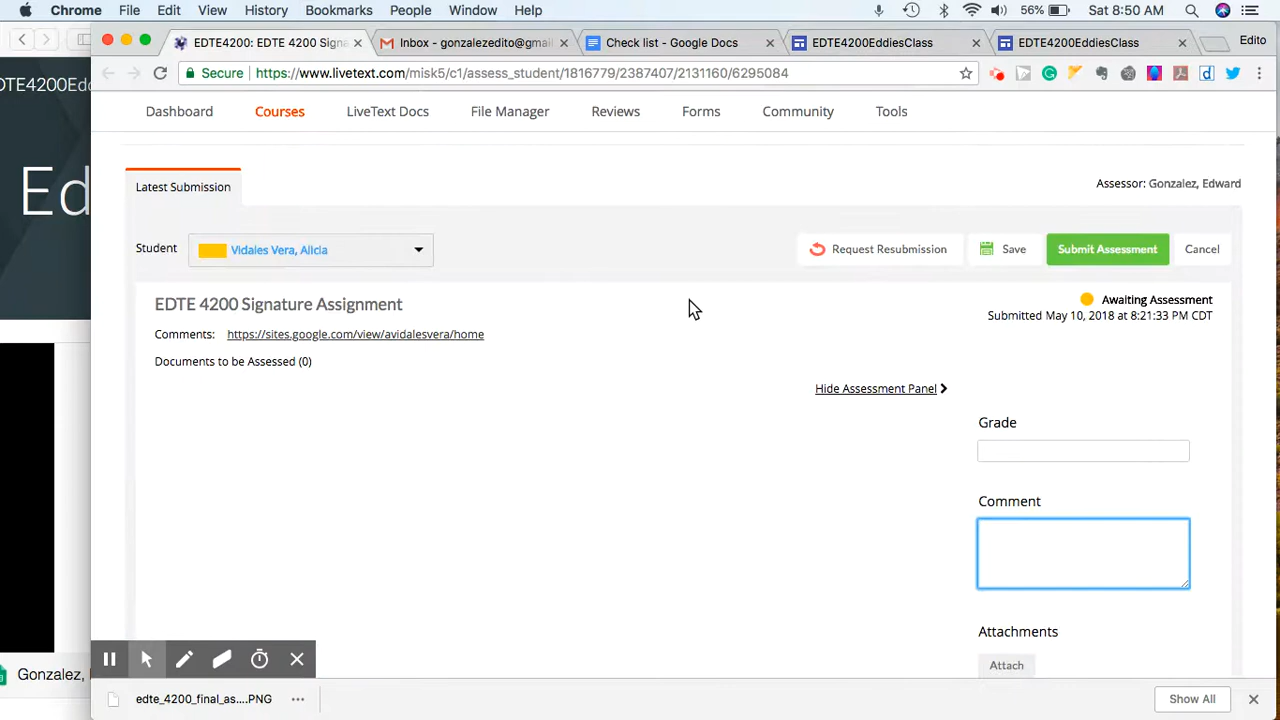 Chrome File Edit View History Bookmarks People Window Help 56% Sat 8:50 AM
EDTE4200: EDTE 4200 Signa Inbox - gonzalezedito@gmai Check list - Google Docs EDTE4200EddiesClass EDTE4200EddiesClass Edito
Secure https://www.livetext.com/misk5/c1/assess_student/1816779/2387407/2131160/6295084
DTE4200Edd
Dashboard Courses LiveText Docs File Manager Reviews Forms Community Tools
Ed
Latest Submission
Assessor: Gonzalez, Edward
Student Vidales Vera, Alicia
Request Resubmission Save Submit Assessment Cancel
EDTE 4200 Signature Assignment
Awaiting Assessment
Submitted May 10, 2018 at 8:21:33 PM CDT
Comments: https://sites.google.com/view/avidalesvera/home
Documents to be Assessed (0)
Hide Assessment Panel
Grade
Comment
Attachments
Attach
Gonzalez,
edte_4200_final_as....PNG
Show All